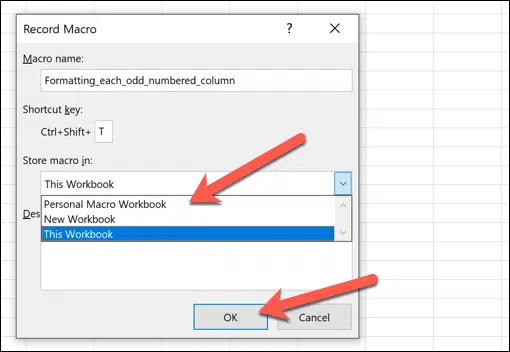 Record Macro ?
Macro name:
Formatting_each_odd_numbered_column
Shortcut key:
Ctrl+Shift+ T
Store macro in:
This Workbook
Personal Macro Workbook
New Workbook
This Workbook
Des
OK Cancel